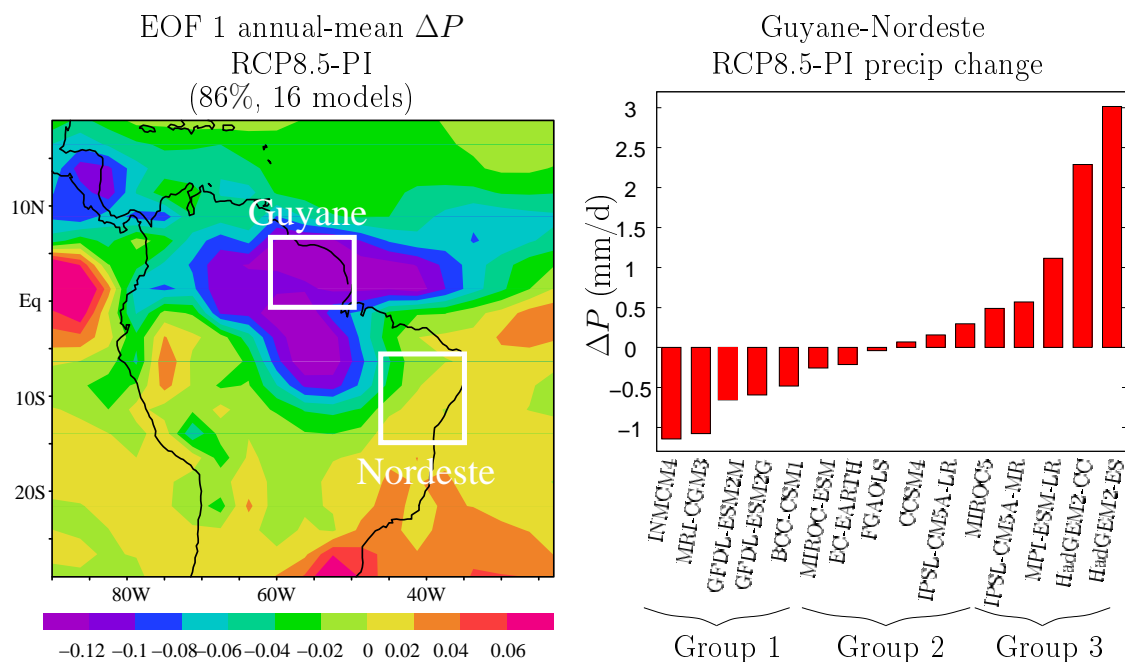 EOF 1 annual-mean ΔP
RCP8.5-PI
(86%, 16 models)
10N
Eq
10S
20S
Guyane
Nordeste
80W 60W 40W
−0.12 −0.1 −0.08 −0.06 −0.04 −0.02 0 0.02 0.04 0.06
Guyane-Nordeste
RCP8.5-PI precip change
ΔP (mm/d)
3
2.5
2
1.5
1
0.5
0
−0.5
−1
INMCM4
MRI-CGM3
GFDL-ESM2M
GFDL-ESM2G
BCC-CSM1
MIROC-ESM
EC-EARTH
FGAOLS
CCSM4
IPSL-CM5A-LR
MIROC5
IPSL-CM5A-MR
MPI-ESM-LR
HadGEM2-CC
HadGEM2-ES
Group 1 Group 2 Group 3